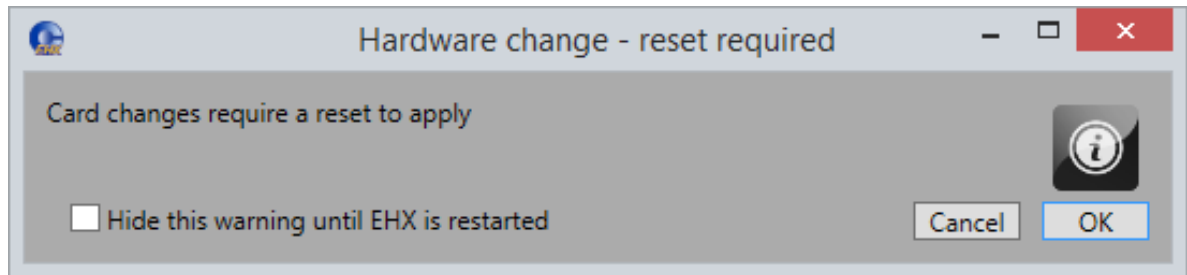 Hardware change - reset required
Card changes require a reset to apply
Hide this warning until EHX is restarted
Cancel
OK